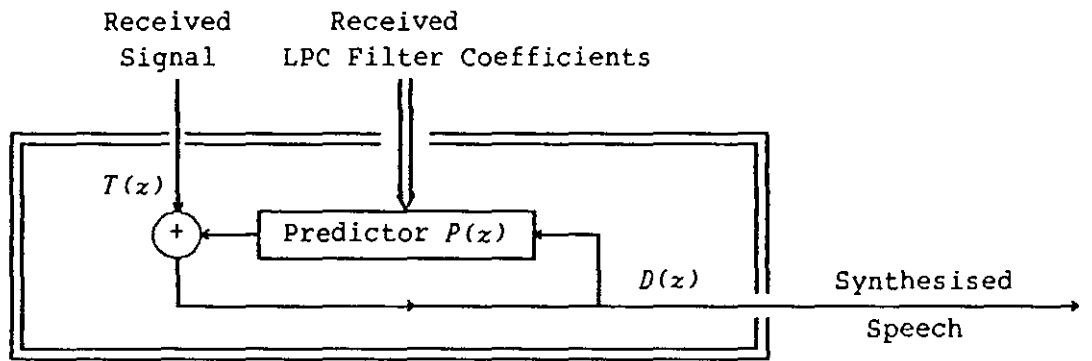 Received
Signal
Received
LPC Filter Coefficients
T(z)
+
Predictor P(z)
D(z)
Synthesised
Speech